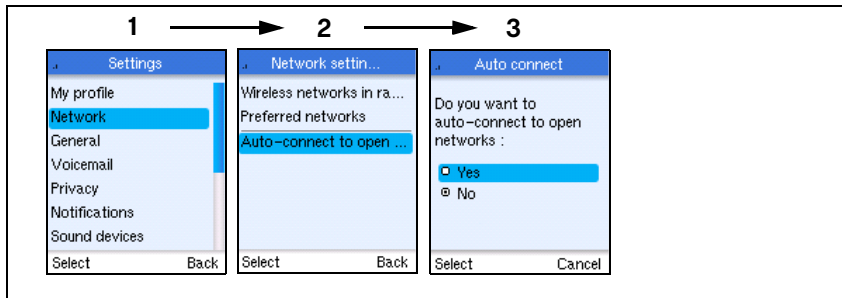 1 2 3
Settings
My profile
Network
General
Voicemail
Privacy
Notifications
Sound devices
Select Back
Network settin...
Wireless networks in ra...
Preferred networks
Auto-connect to open ...
Select Back
Auto connect
Do you want to
auto-connect to open
networks :
Yes
No
Select Cancel